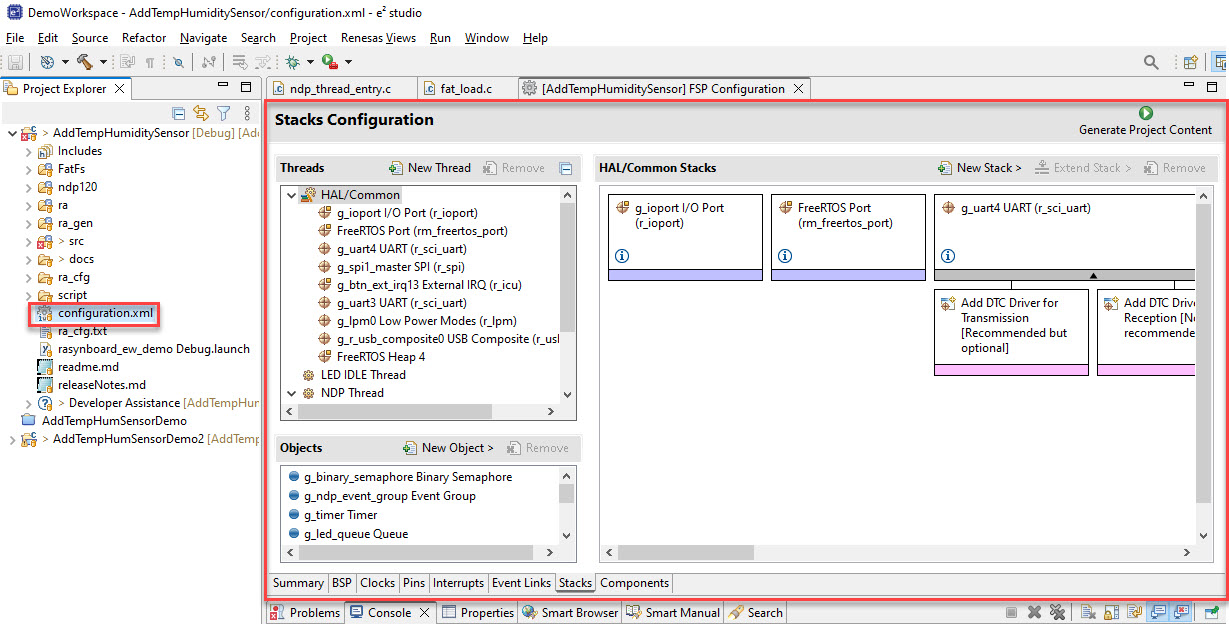 DemoWorkspace - AddTempHumiditySensor/configuration.xml - e² studio
File Edit Source Refactor Navigate Search Project Renesas Views Run Window Help
Project Explorer
ndp_thread_entry.c
fat_load.c
[AddTempHumiditySensor] FSP Configuration
> AddTempHumiditySensor [Debug] [Add
Includes
FatFs
ndp120
ra
ra_gen
> src
> docs
ra_cfg
script
configuration.xml
ra_cfg.txt
rasynboard_ew_demo Debug.launch
readme.md
releaseNotes.md
> Developer Assistance [AddTempHur
AddTempHumSensorDemo
> AddTempHumSensorDemo2 [AddTemp
Stacks Configuration
Generate Project Content
Threads
New Thread
Remove
HAL/Common
g_ioport I/O Port (r_ioport)
FreeRTOS Port (rm_freertos_port)
g_uart4 UART (r_sci_uart)
g_spi1_master SPI (r_spi)
g_btn_ext_irq13 External IRQ (r_icu)
g_uart3 UART (r_sci_uart)
g_lpm0 Low Power Modes (r_lpm)
g_r_usb_composite0 USB Composite (r_usl
FreeRTOS Heap 4
LED IDLE Thread
NDP Thread
Objects
New Object >
Remove
g_binary_semaphore Binary Semaphore
g_ndp_event_group Event Group
g_timer Timer
g_led_queue Queue
HAL/Common Stacks
New Stack >
Extend Stack >
Remove
g_ioport I/O Port
(r_ioport)
FreeRTOS Port
(rm_freertos_port)
g_uart4 UART (r_sci_uart)
Add DTC Driver for
Transmission
[Recommended but
optional]
Add DTC Driv
Reception [No
recommende
Summary BSP Clocks Pins Interrupts Event Links Stacks Components
Problems Console Properties Smart Browser Smart Manual Search